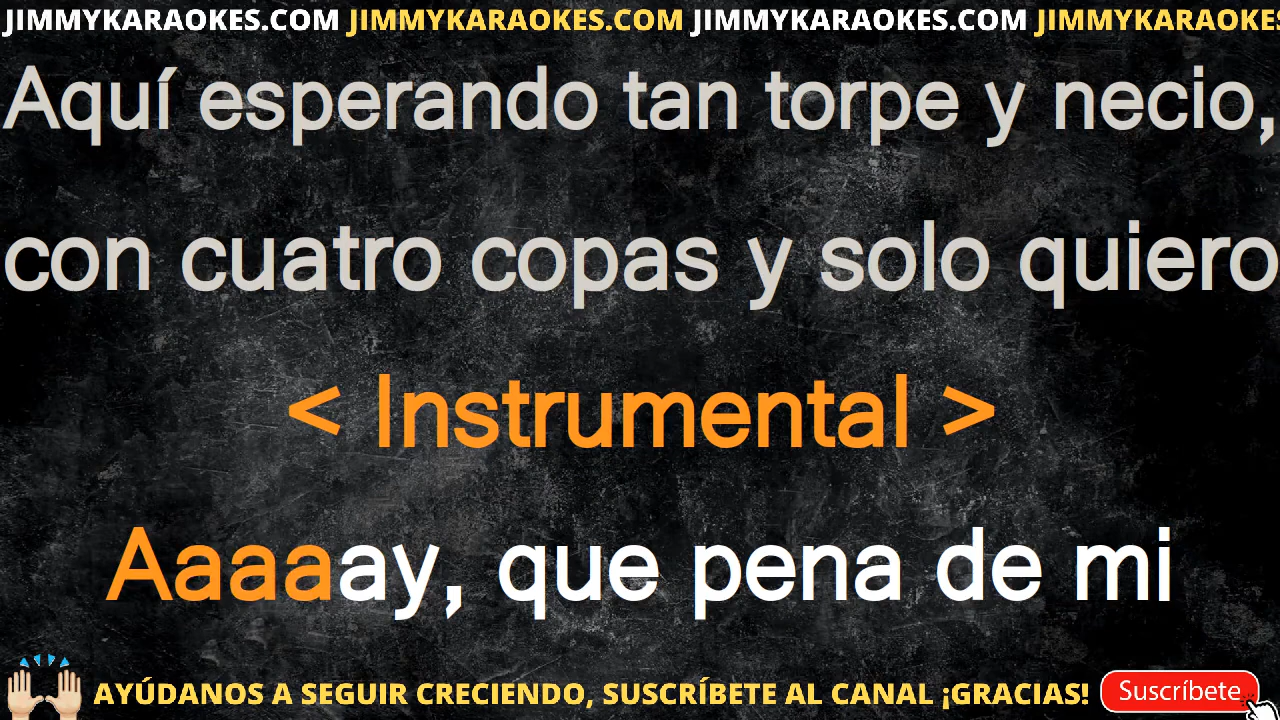 JIMMYKARAOKES.COM JIMMYKARAOKES.COM JIMMYKARAOKES.COM JIMMYKARAOKES
Aquí esperando tan torpe y necio,
con cuatro copas y solo quiero
< Instrumental >
Aaaaay, que pena de mi
AYÚDANOS A SEGUIR CRECIENDO, SUSCRÍBETE AL CANAL ¡GRACIAS! Suscríbete